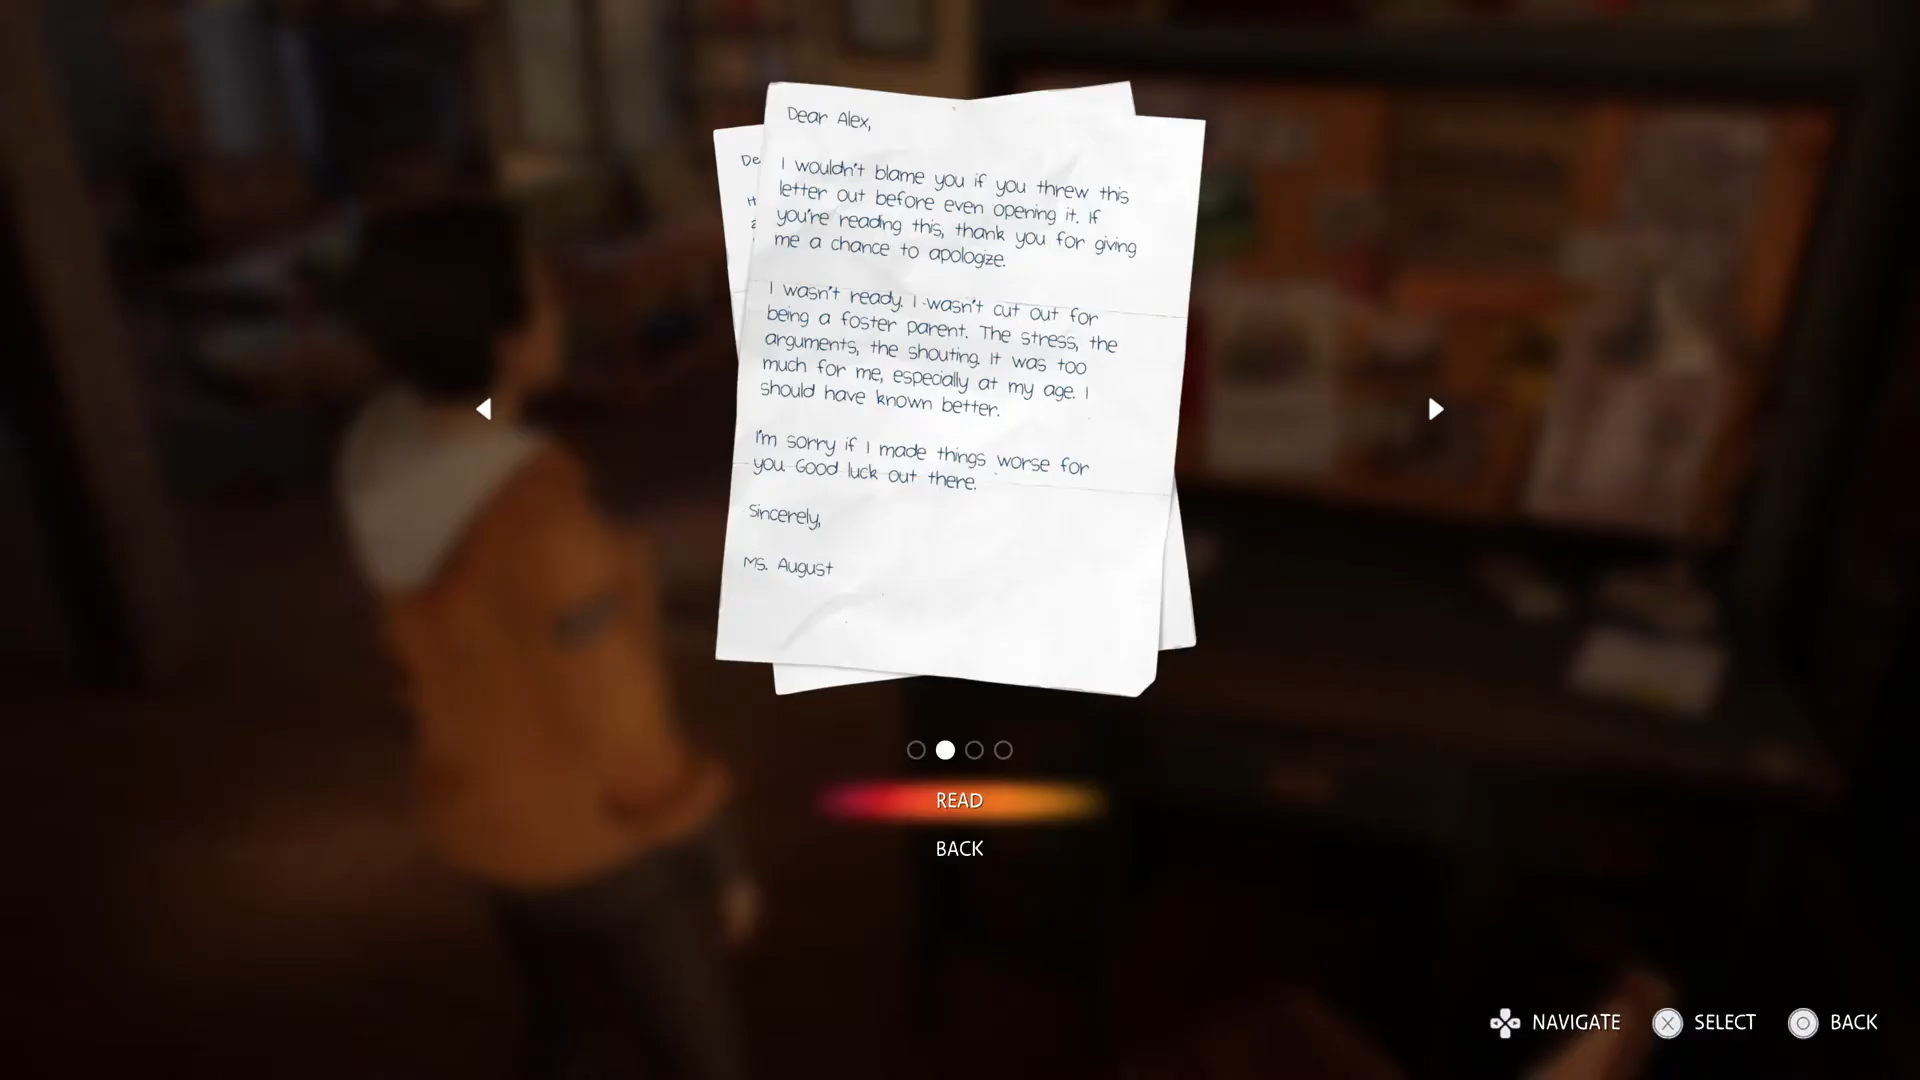 Dear Alex,
De
I wouldn't blame you if you threw this
letter out before even opening it. If
you're reading this, thank you for giving
me a chance to apologize.
I wasn't ready. I wasn't cut out for
being a foster parent. The stress, the
arguments, the shouting. It was too
much for me, especially at my age. I
should have known better.
I'm sorry if I made things worse for
you. Good luck out there.
Sincerely,
Ms. August
READ
BACK
NAVIGATE SELECT BACK